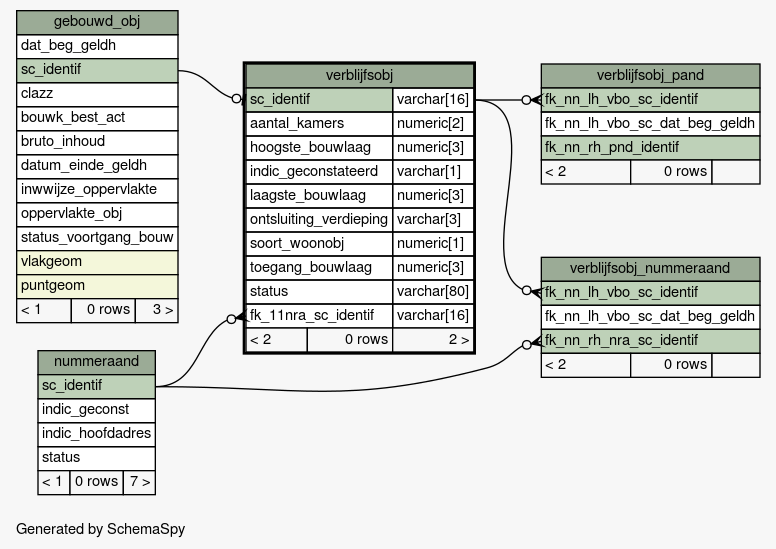 gebouwd_obj
dat_beg_geldh
sc_identif
clazz
bouwk_best_act
bruto_inhoud
datum_einde_geldh
inwwijze_oppervlakte
oppervlakte_obj
status_voortgang_bouw
vlakgeom
puntgeom
< 1 0 rows 3 >
nummeraand
sc_identif
indic_geconst
indic_hoofdadres
status
< 1 0 rows 7 >
verblijfsobj
sc_identif varchar[16]
aantal_kamers numeric[2]
hoogste_bouwlaag numeric[3]
indic_geconstateerd varchar[1]
laagste_bouwlaag numeric[3]
ontsluiting_verdieping varchar[3]
soort_woonobj numeric[1]
toegang_bouwlaag numeric[3]
status varchar[80]
fk_11nra_sc_identif varchar[16]
< 2 0 rows 2 >
verblijfsobj_pand
fk_nn_lh_vbo_sc_identif
fk_nn_lh_vbo_sc_dat_beg_geldh
fk_nn_rh_pnd_identif
< 2 0 rows
verblijfsobj_nummeraand
fk_nn_lh_vbo_sc_identif
fk_nn_lh_vbo_sc_dat_beg_geldh
fk_nn_rh_nra_sc_identif
< 2 0 rows
Generated by SchemaSpy